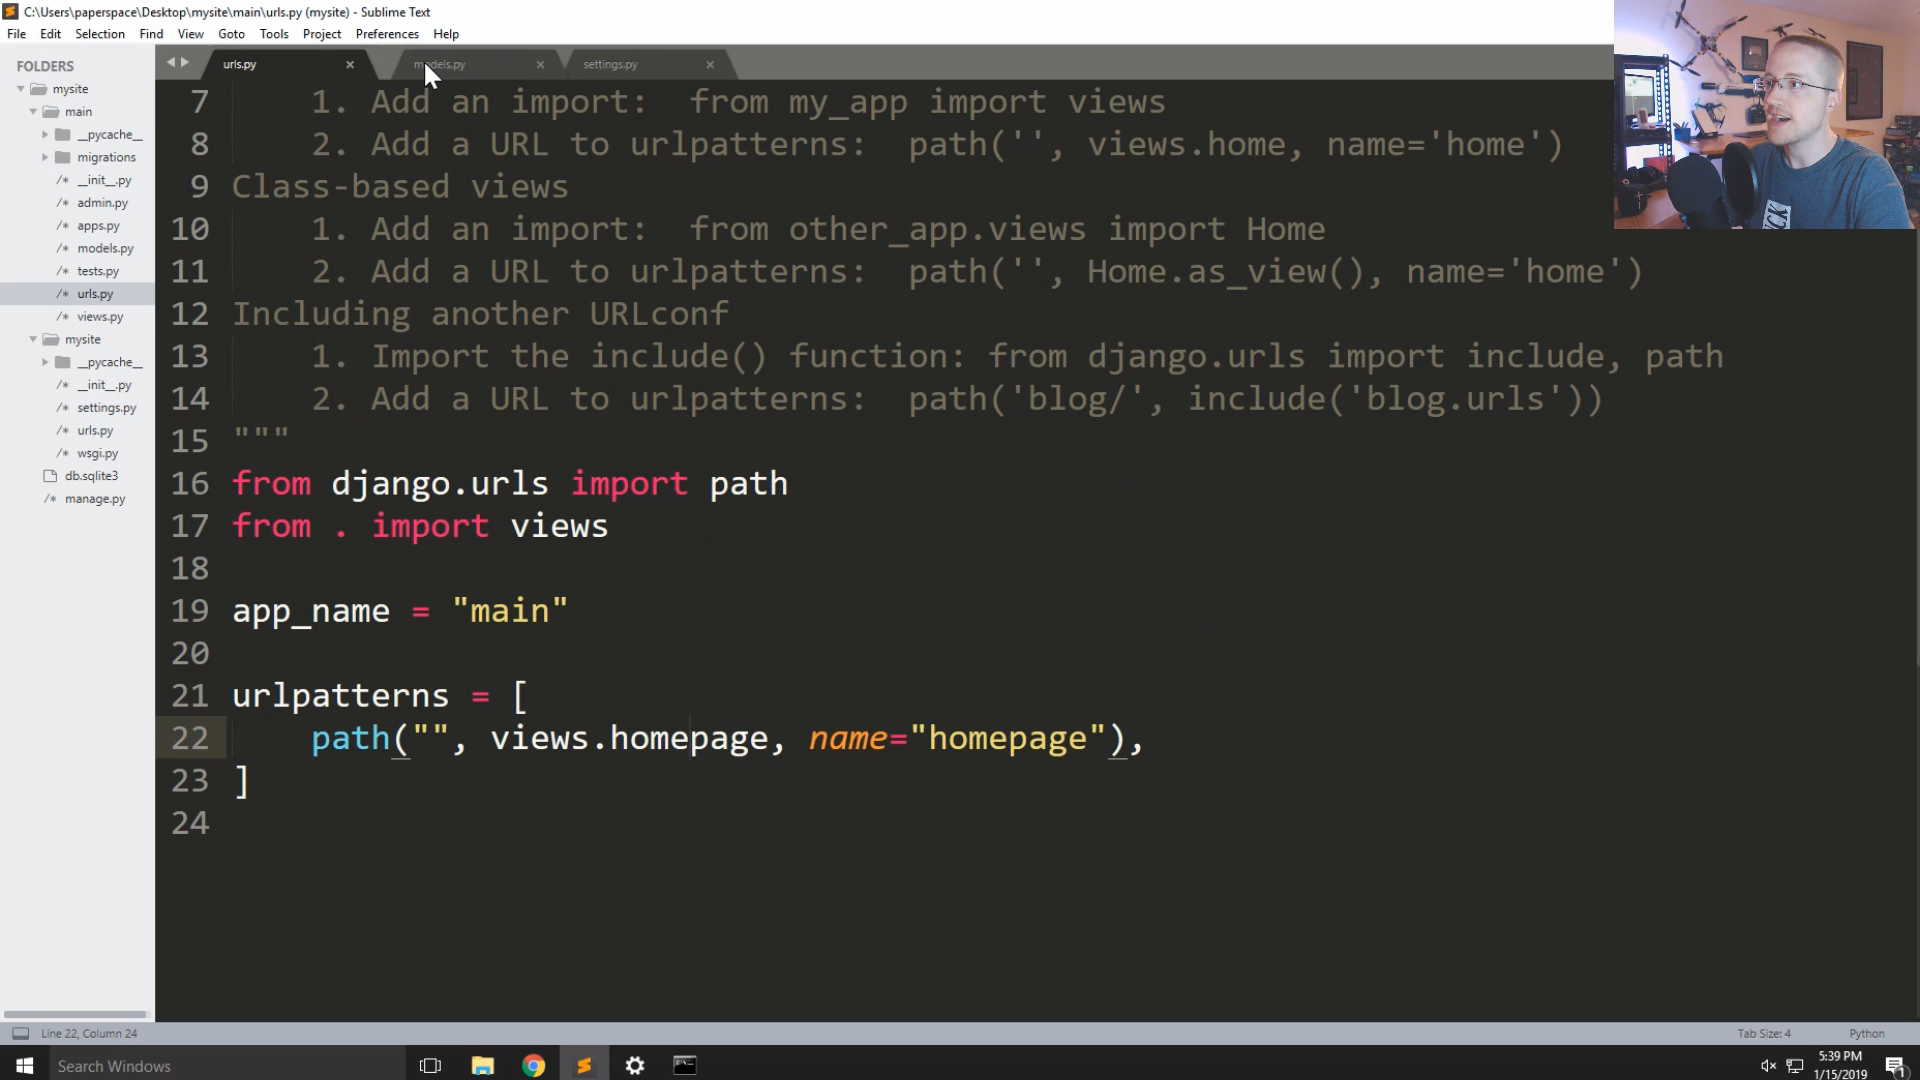 C:\Users\paperspace\Desktop\mysite\main\urls.py (mysite) - Sublime Text
File Edit Selection Find View Goto Tools Project Preferences Help
FOLDERS
mysite
main
__pycache__
migrations
__init__.py
admin.py
apps.py
models.py
tests.py
urls.py
views.py
mysite
__pycache__
__init__.py
settings.py
urls.py
wsgi.py
db.sqlite3
manage.py
urls.py models.py settings.py
7 1. Add an import: from my_app import views
8 2. Add a URL to urlpatterns: path('', views.home, name='home')
9 Class-based views
10 1. Add an import: from other_app.views import Home
11 2. Add a URL to urlpatterns: path('', Home.as_view(), name='home')
12 Including another URLconf
13 1. Import the include() function: from django.urls import include, path
14 2. Add a URL to urlpatterns: path('blog/', include('blog.urls'))
15 """
16 from django.urls import path
17 from . import views
18
19 app_name = "main"
20
21 urlpatterns = [
22 path("", views.homepage, name="homepage"),
23 ]
24
Line 22, Column 24 Tab Size: 4 Python
Search Windows
5:39 PM
1/15/2019
1